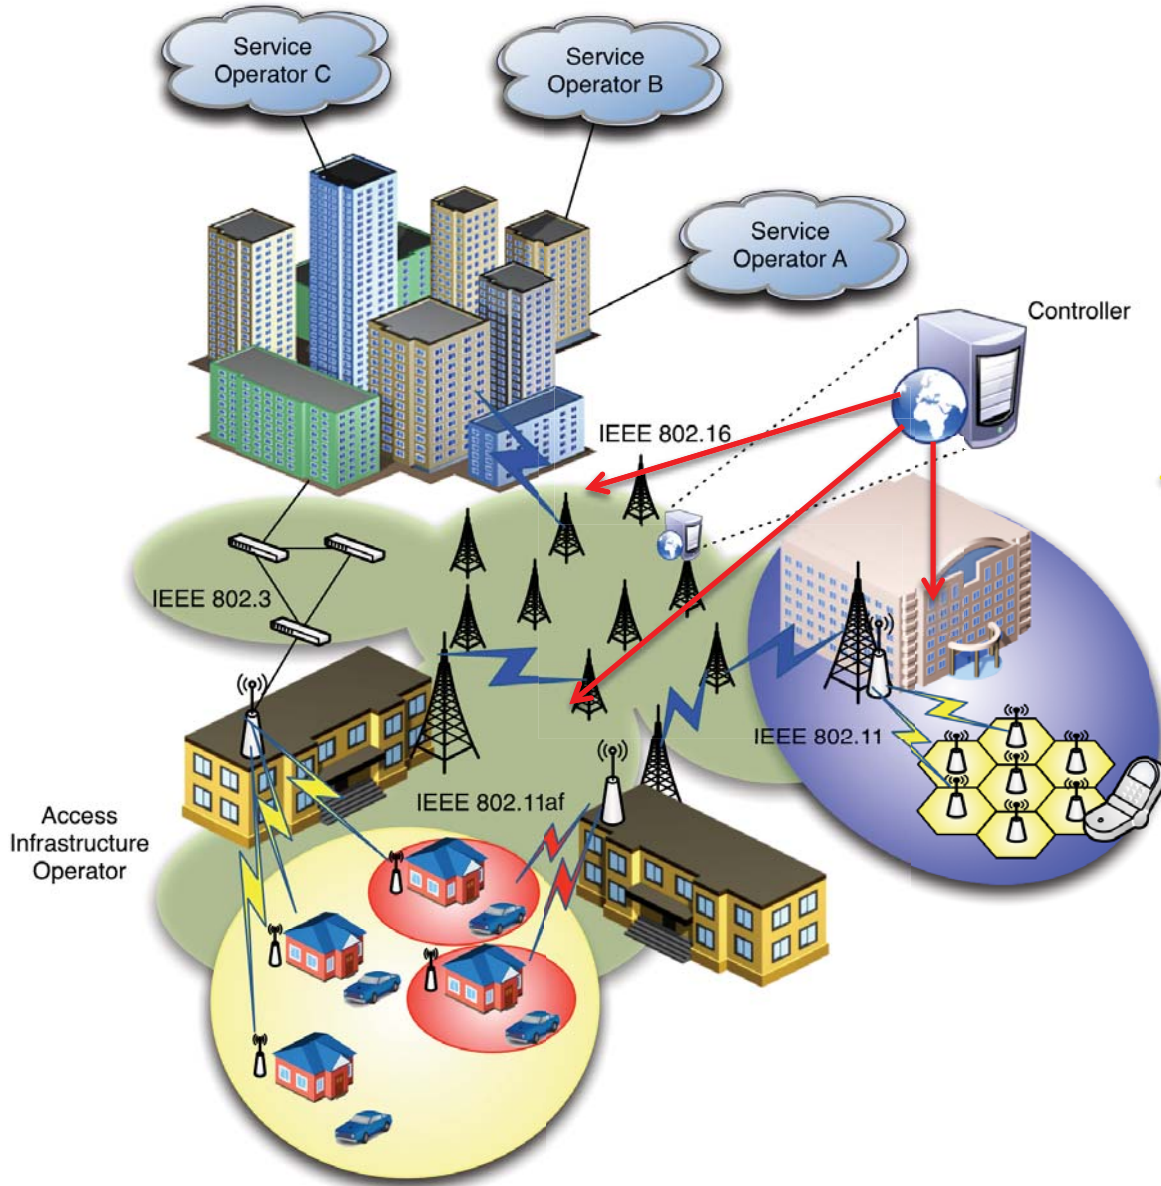 Service
Operator C
Service
Operator B
Service
Operator A
Controller
IEEE 802.16
IEEE 802.3
IEEE 802.11
IEEE 802.11af
Access
Infrastructure
Operator